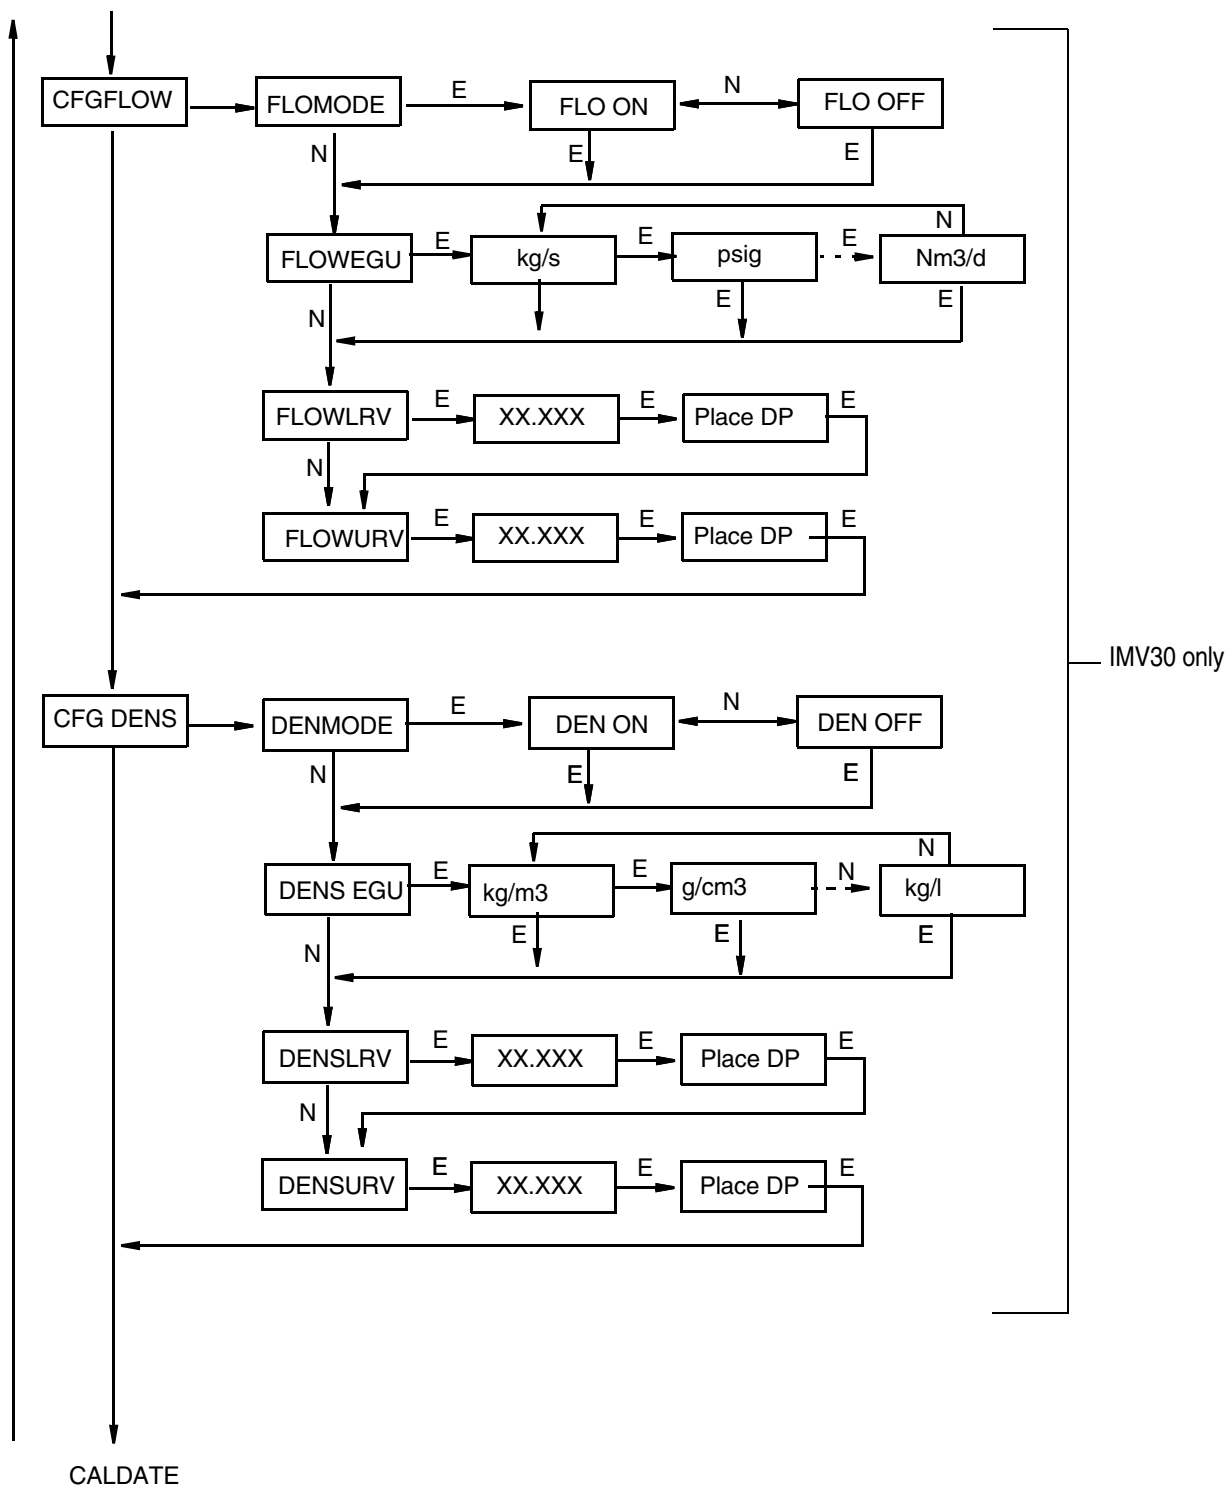 CFGFLOW
FLOMODE
E
FLO ON
N
FLO OFF
N
E
E
FLOWEGU
E
kg/s
E
psig
E
Nm3/d
N
N
E
E
FLOWLRV
E
XX.XXX
E
Place DP
E
N
FLOWURV
E
XX.XXX
E
Place DP
E
IMV30 only
CFG DENS
DENMODE
E
DEN ON
N
DEN OFF
N
E
E
DENS EGU
E
kg/m3
E
g/cm3
N
kg/l
N
N
E
E
E
DENSLRV
E
XX.XXX
E
Place DP
E
N
DENSURV
E
XX.XXX
E
Place DP
E
CALDATE